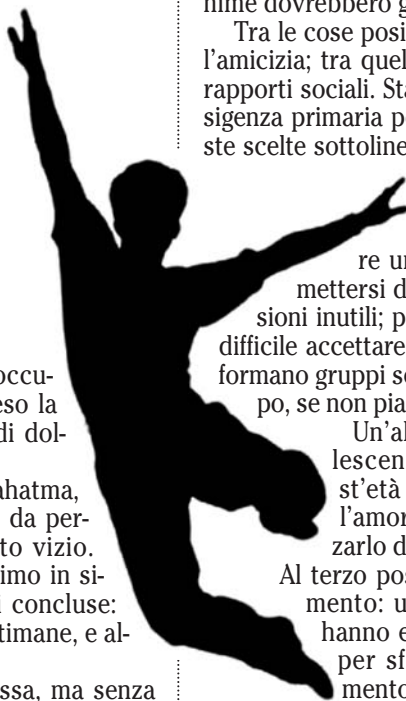 occu-
eso la
di dol-
ahatma,
da per-
to vizio.
imo in si-
i concluse:
timane, e al-
ssa, ma senza
nime dovrebbero g
Tra le cose posi
l'amicizia; tra quel
rapporti sociali. Sta
sigenza primaria p
ste scelte sottoline
re un
mettersi d
sioni inutili; p
difficile accettare
formano gruppi s
po, se non pia
Un'al
lescen
st'età
l'amor
zarlo d
Al terzo pos
mento: u
hanno e
per sf
mento